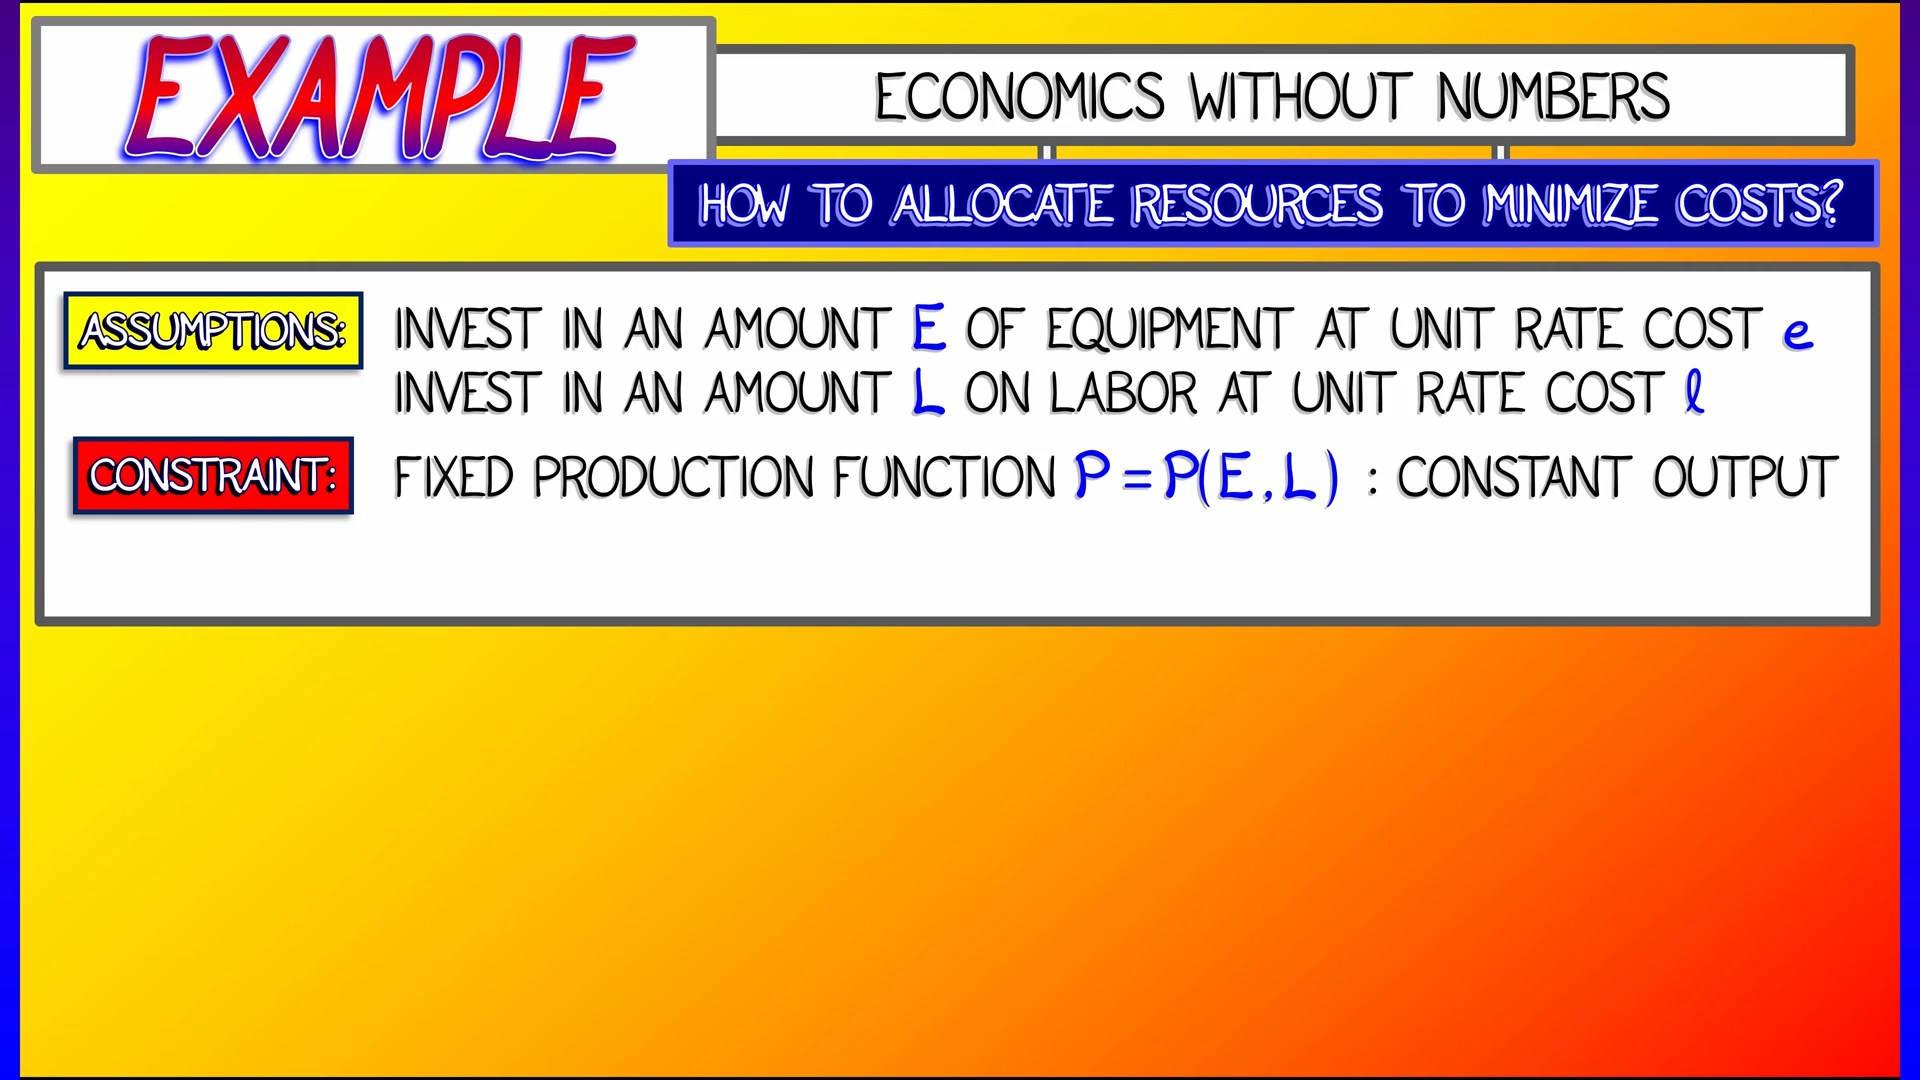 EXAMPLE
ECONOMICS WITHOUT NUMBERS
HOW TO ALLOCATE RESOURCES TO MINIMIZE COSTS?
ASSUMPTIONS: INVEST IN AN AMOUNT E OF EQUIPMENT AT UNIT RATE COST e
INVEST IN AN AMOUNT L ON LABOR AT UNIT RATE COST ℓ
CONSTRAINT: FIXED PRODUCTION FUNCTION P = P(E, L) : CONSTANT OUTPUT